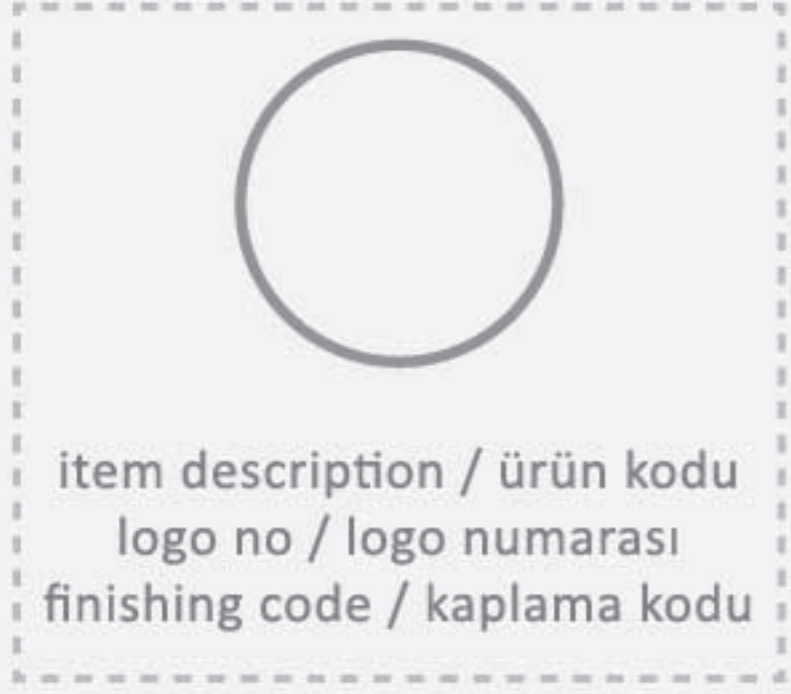 item description / ürün kodu
logo no / logo numarası
finishing code / kaplama kodu